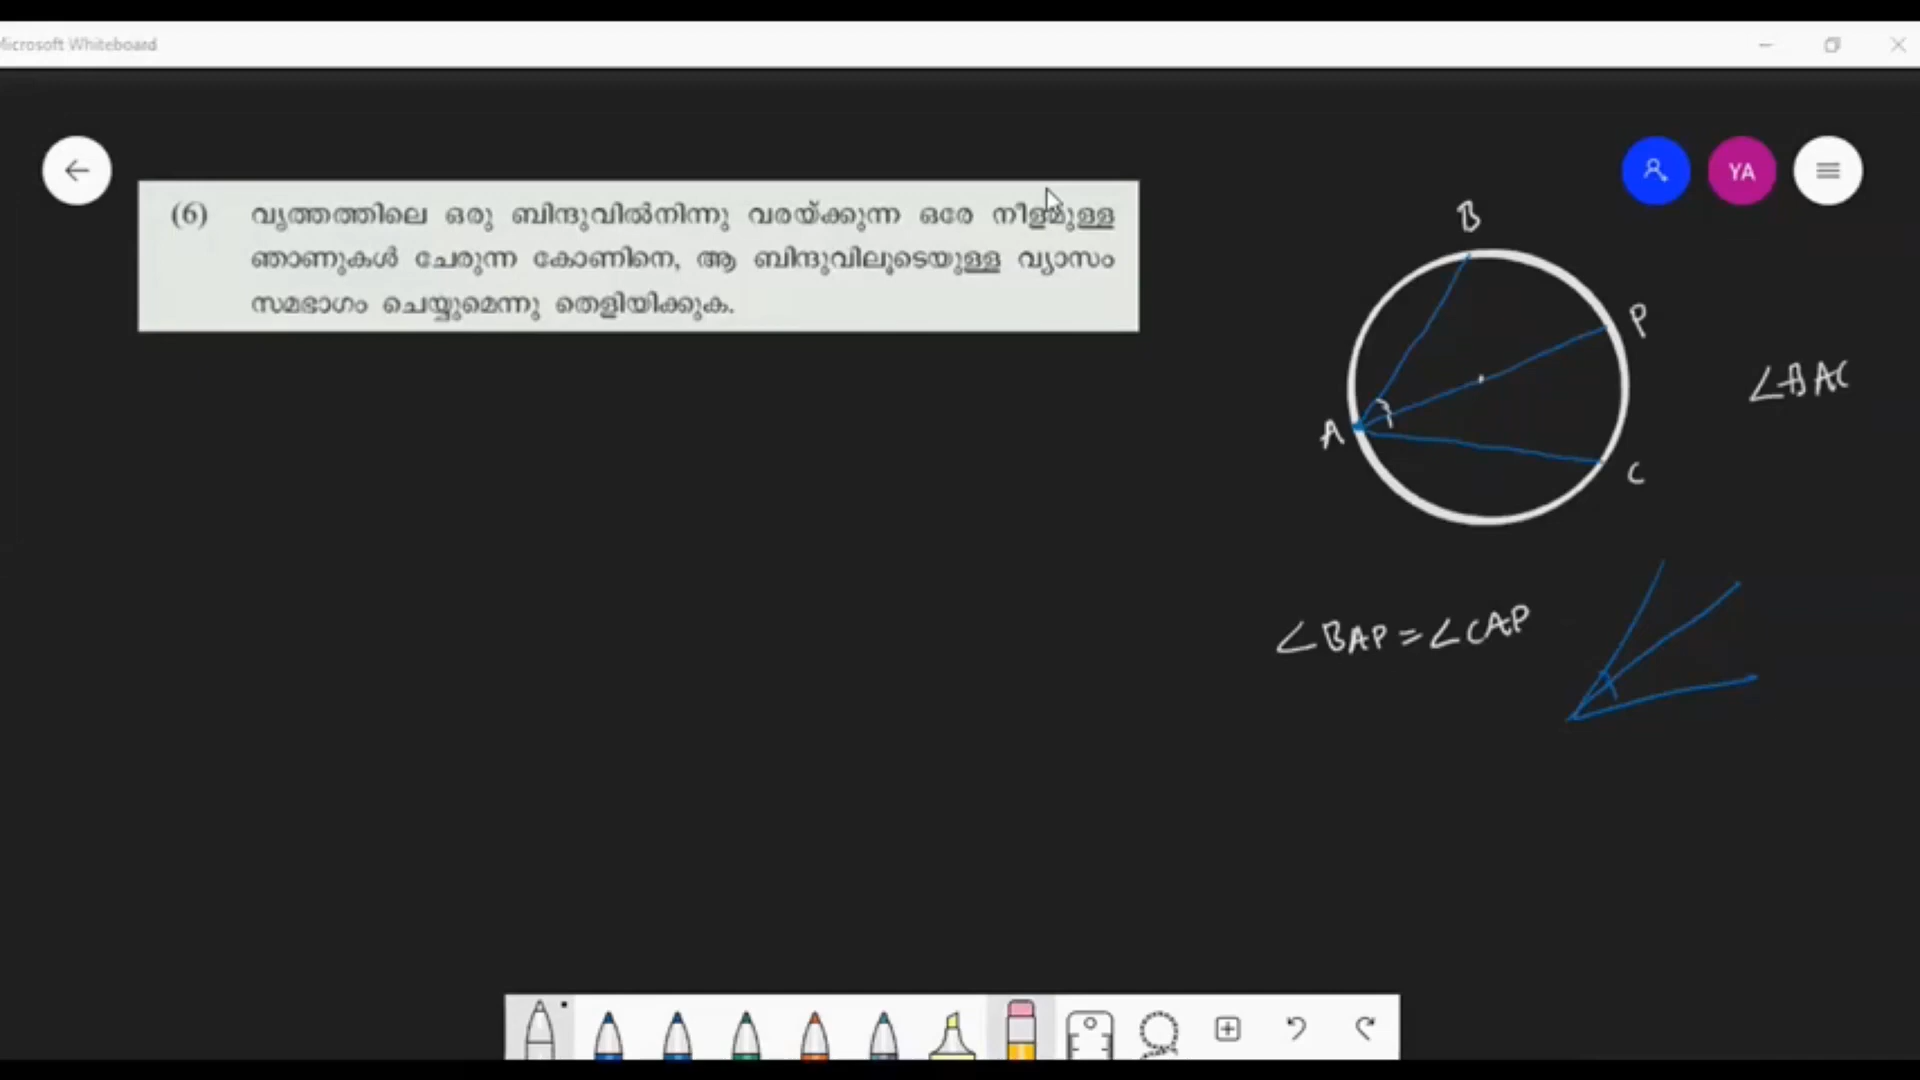 Microsoft Whiteboard
YA
(6) വൃത്തത്തിലെ ഒരു ബിന്ദുവിൽനിന്നു വരയ്ക്കുന്ന ഒരേ നീളമുള്ള
ഞാണുകൾ ചേരുന്ന കോണിനെ, ആ ബിന്ദുവിലൂടെയുള്ള വ്യാസം
സമഭാഗം ചെയ്യുമെന്നു തെളിയിക്കുക.
B
P
∠BAC
A
C
∠BAP=∠CAP